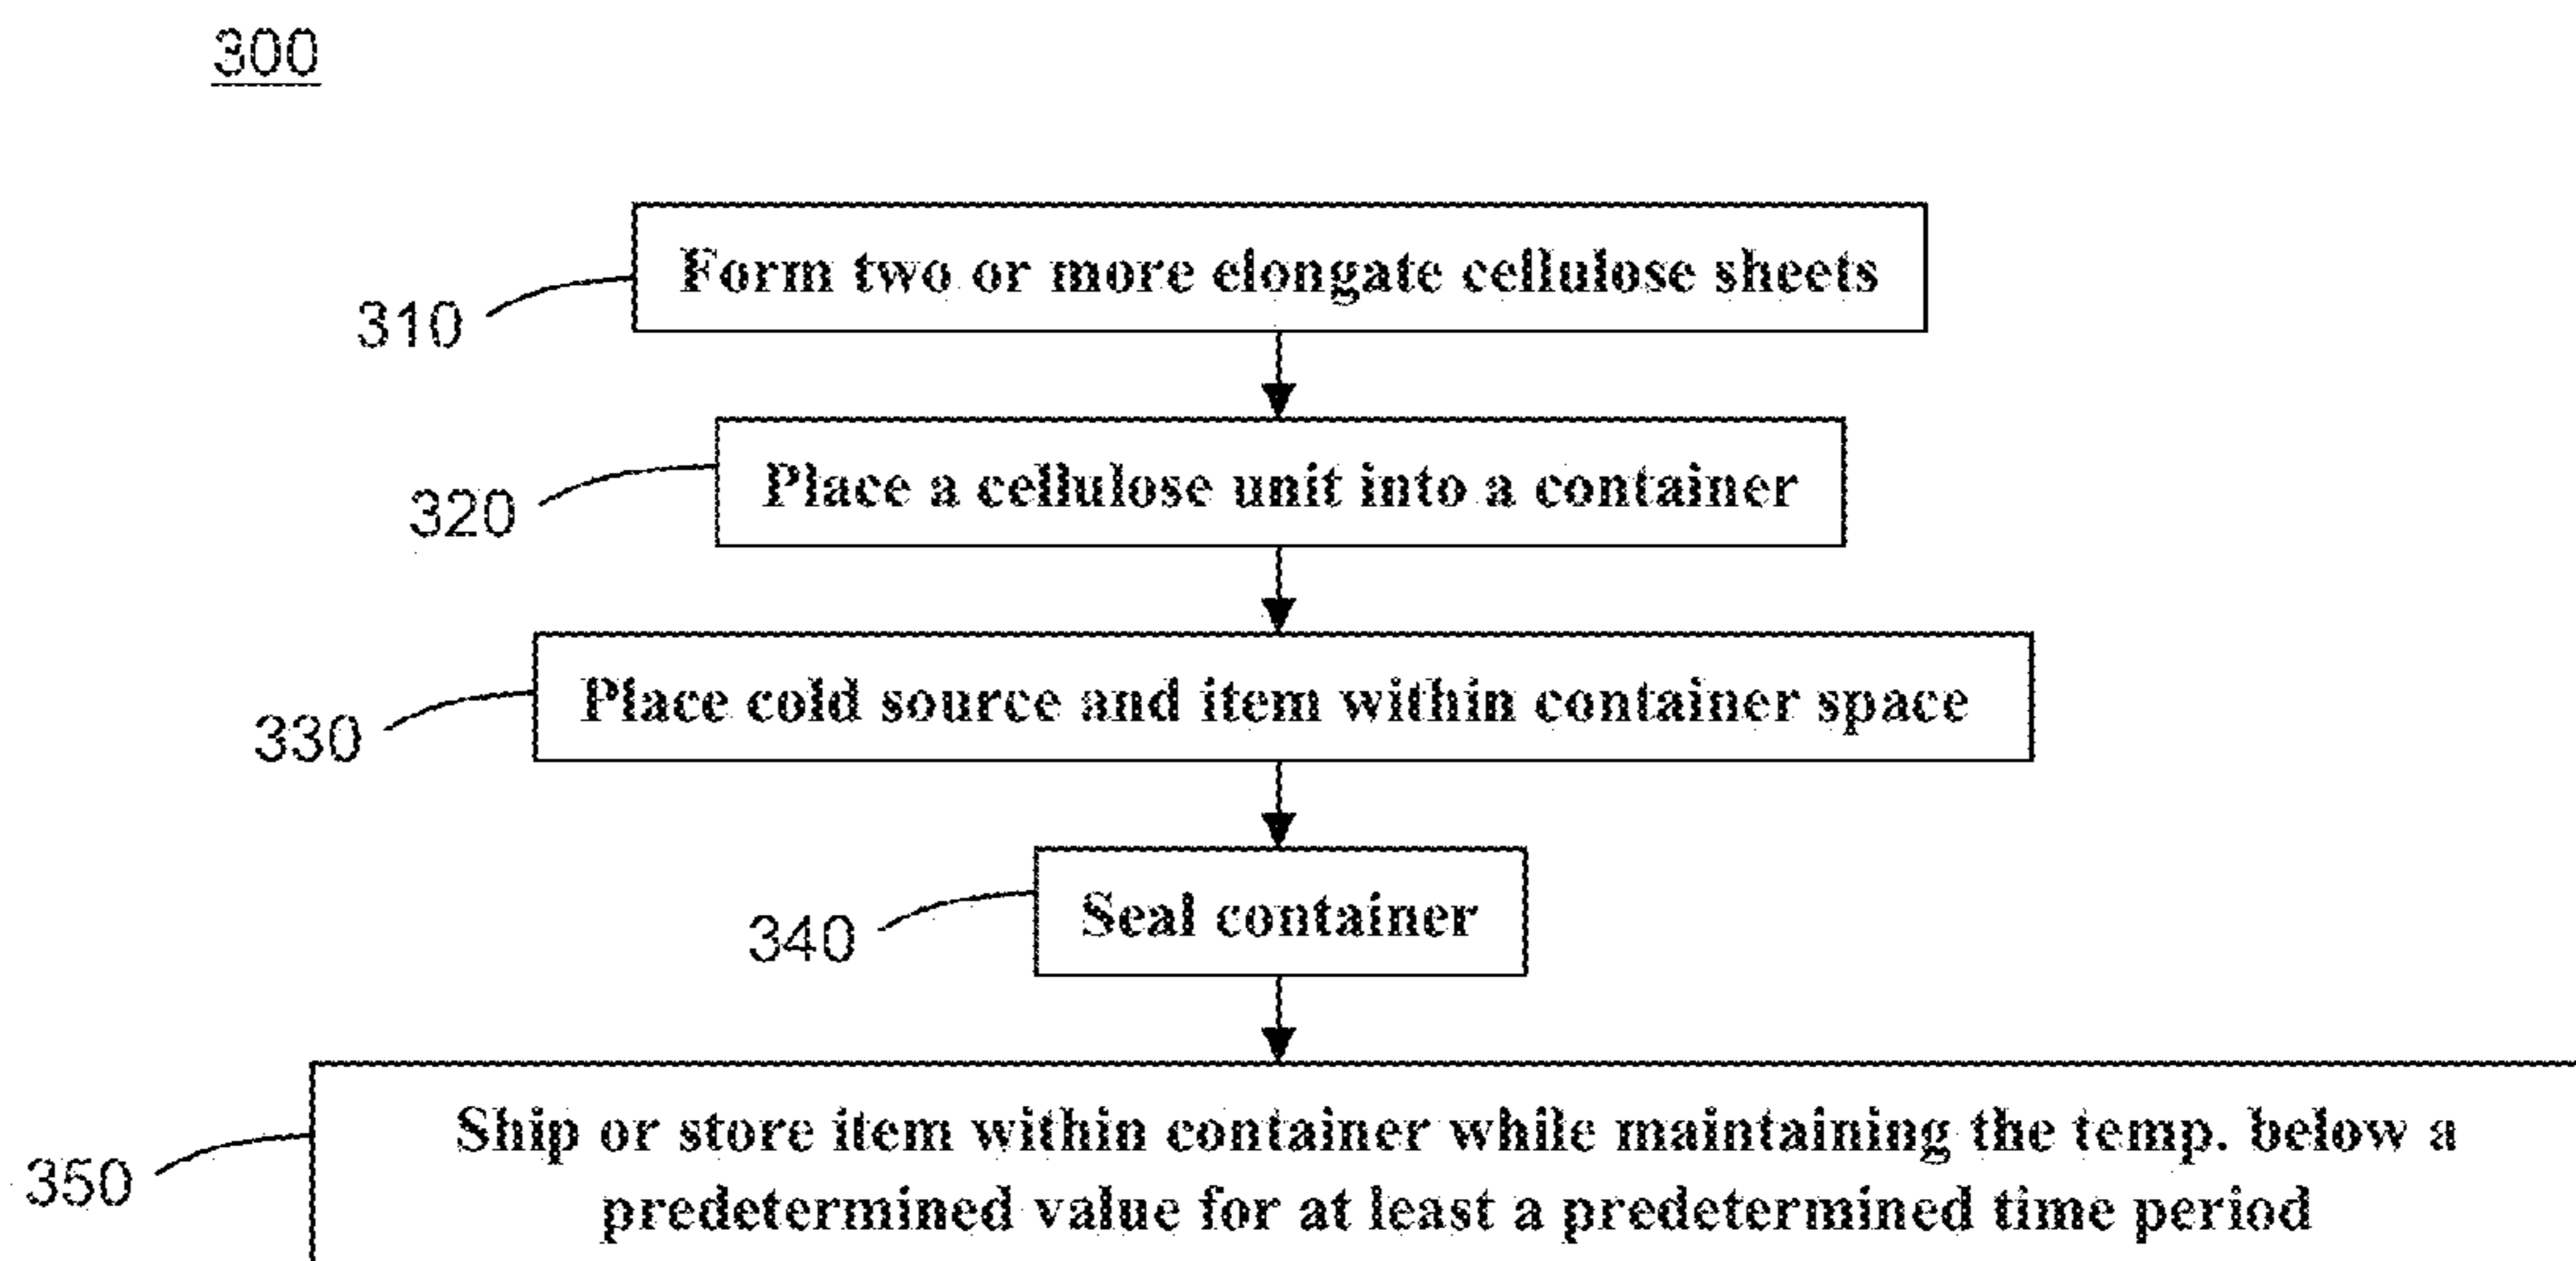 300
310
Form two or more elongate cellulose sheets
320
Place a cellulose unit into a container
330
Place cold source and item within container space
340
Seal container
350
Ship or store item within container while maintaining the temp. below a
predetermined value for at least a predetermined time period